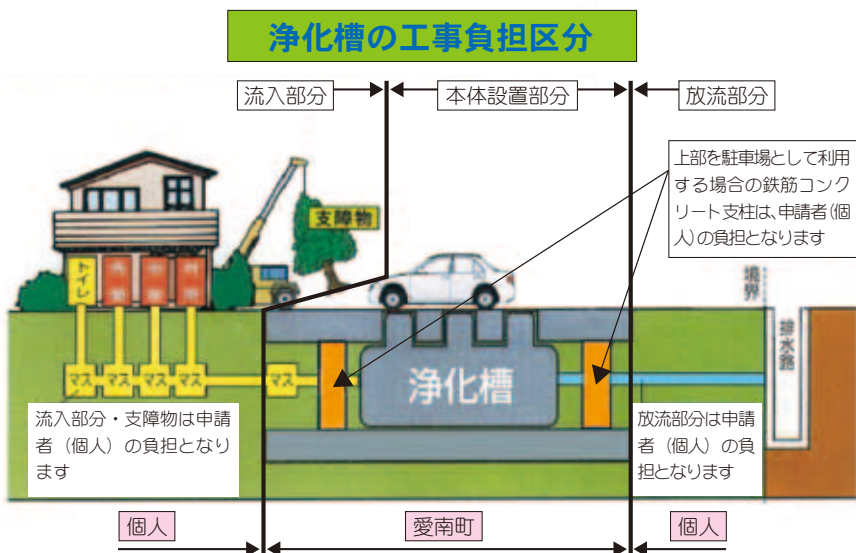 浄化槽の工事負担区分
流入部分
本体設置部分
放流部分
上部を駐車場として利用
する場合の鉄筋コンク
リート支柱は、申請者(個
人)の負担となります
支障物
トイレ
境界
排水路
マス
マス
マス
マス
マス
浄化槽
流入部分・支障物は申請
者（個人）の負担となり
ます
放流部分は申請
者（個人）の負
担となります
個人
愛南町
個人